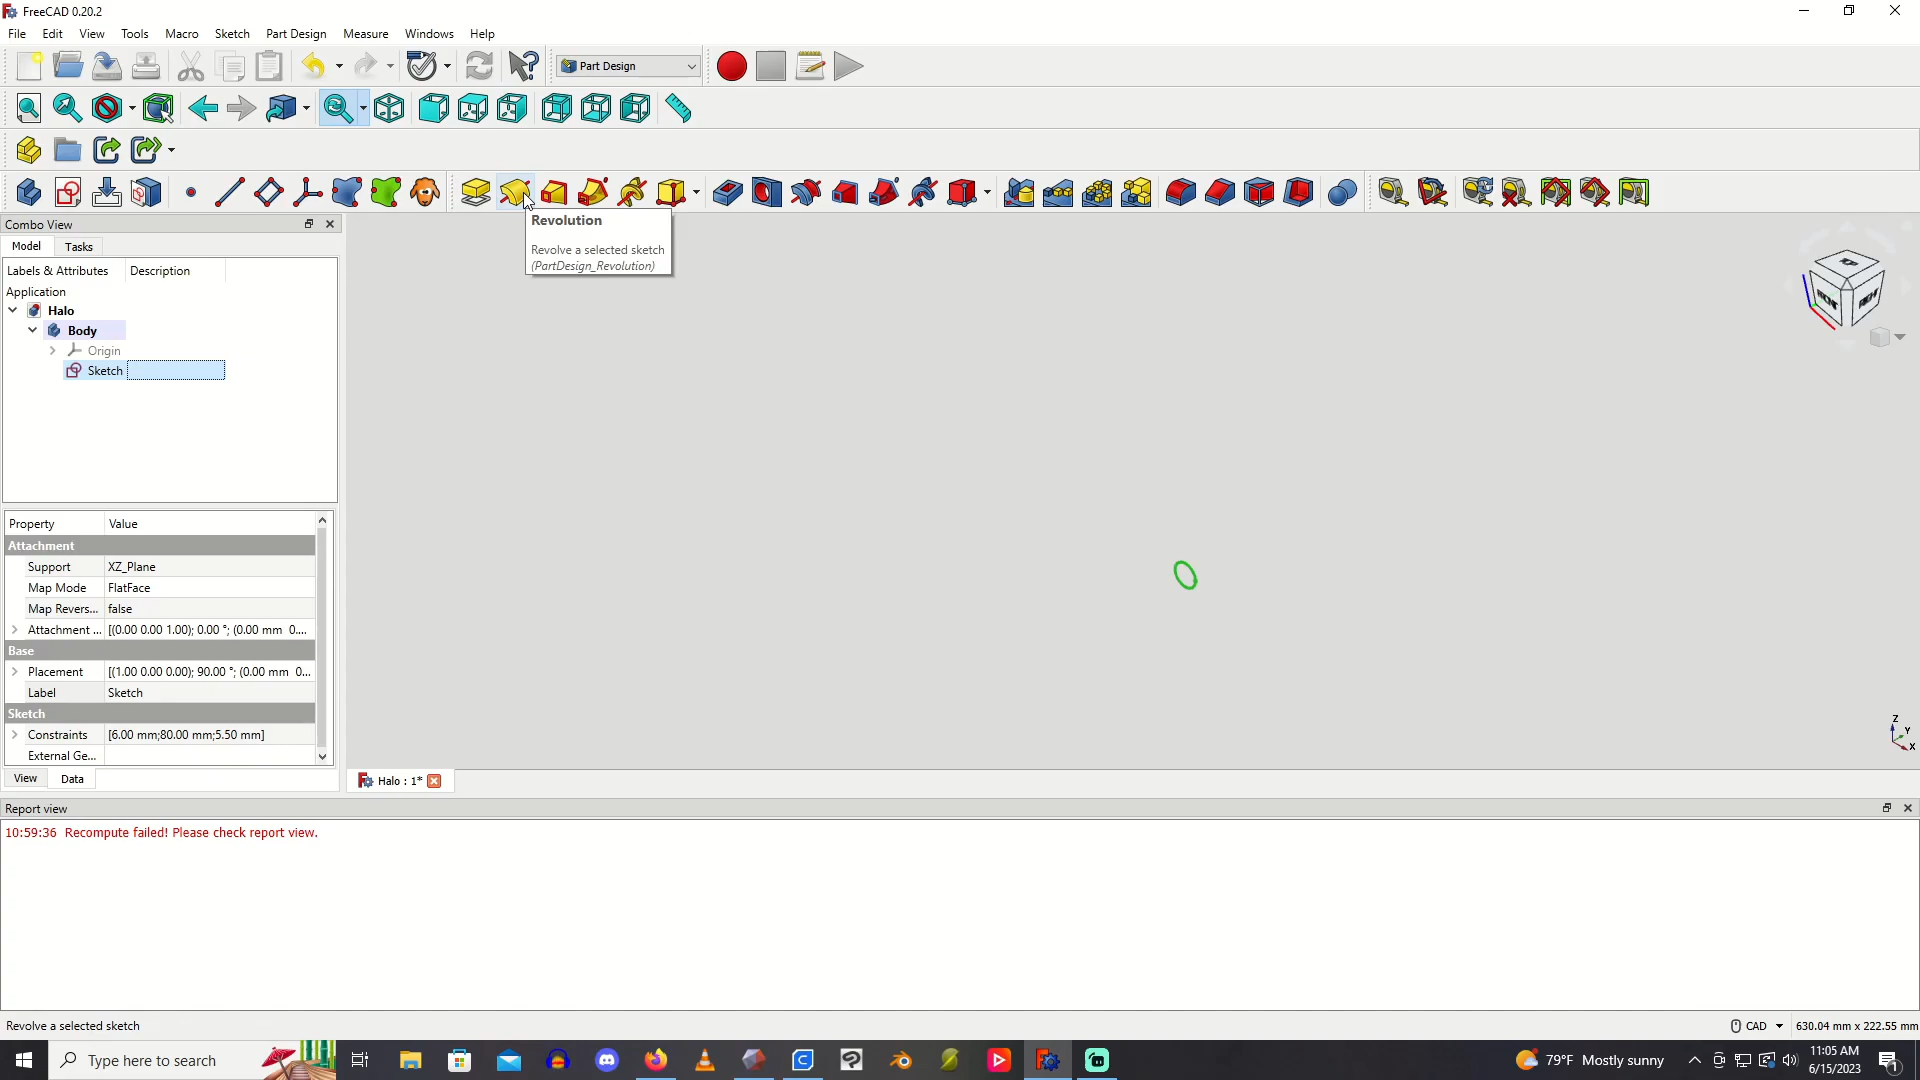 FreeCAD 0.20.2
File Edit View Tools Macro Sketch Part Design Measure Windows Help
Part Design
Revolution
Revolve a selected sketch
(PartDesign_Revolution)
Combo View
Model Tasks
Labels & Attributes Description
Application
Halo
Body
Origin
Sketch
TOP
Property Value
Attachment
Support XZ_Plane
Map Mode FlatFace
Map Revers... false
Attachment ... [(0.00 0.00 1.00); 0.00 °; (0.00 mm 0....
Base
Placement [(1.00 0.00 0.00); 90.00 °; (0.00 mm 0...
Label Sketch
Sketch
Constraints [6.00 mm;80.00 mm;5.50 mm]
External Ge...
View Data
Z
Y
X
Halo : 1*
Report view
10:59:36 Recompute failed! Please check report view.
Revolve a selected sketch
CAD 630.04 mm x 222.55 mm
Type here to search
79°F Mostly sunny
11:05 AM
6/15/2023
1